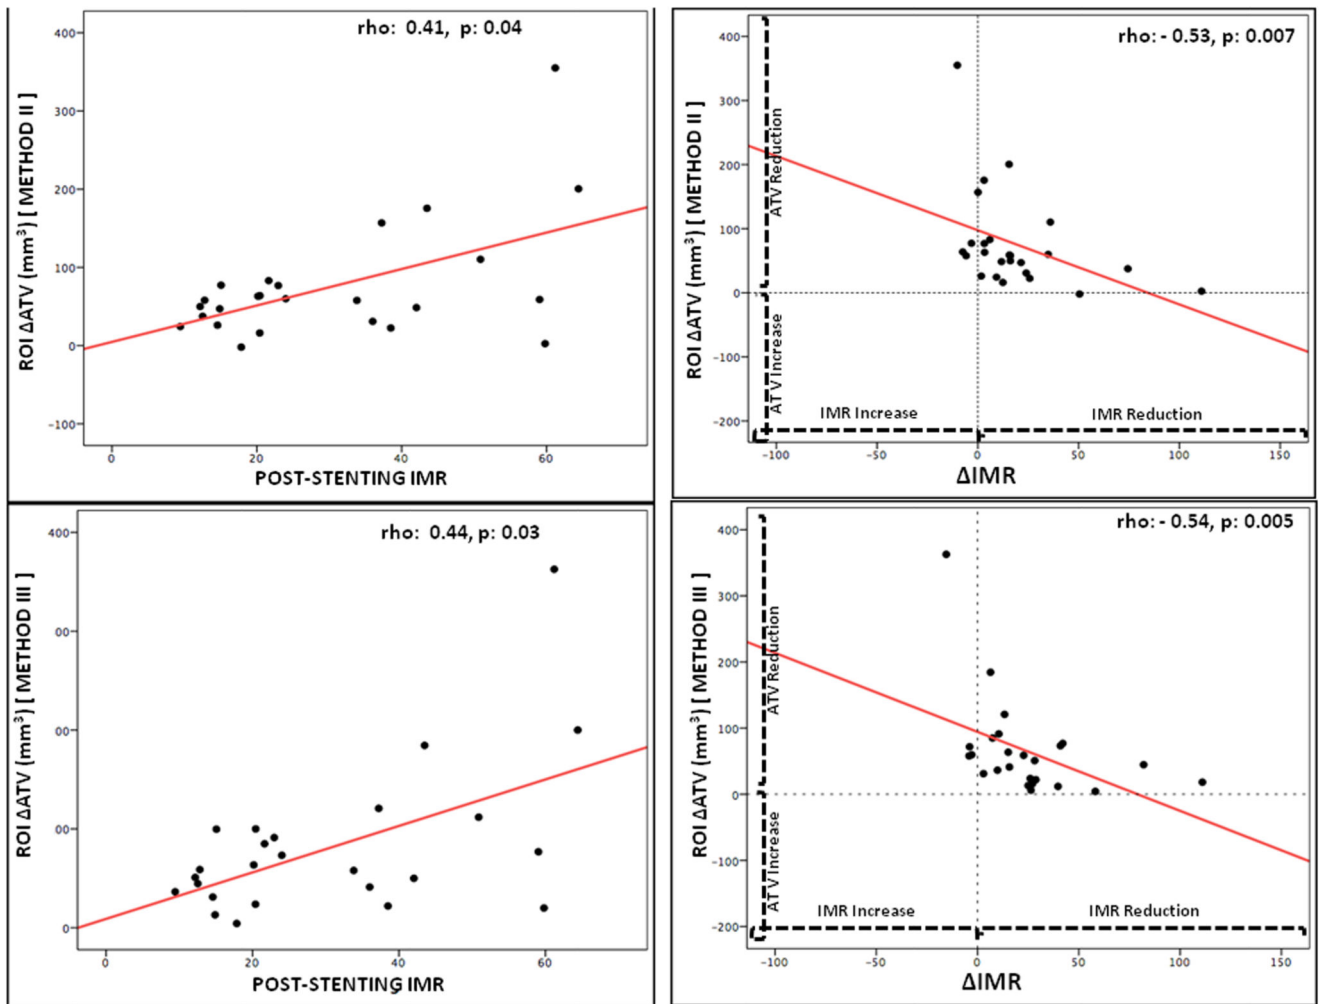 rho: 0.41, p: 0.04
400
300
200
100
0
−100
ROI ΔATV (mm³) [ METHOD II ]
0 20 40 60
POST-STENTING IMR
rho: - 0.53, p: 0.007
400
300
200
100
0
−100
−200
ROI ΔATV (mm³) [ METHOD II ]
ATV Reduction
AT V Increase
IMR Increase IMR Reduction
−100 −50 0 50 100 150
ΔIMR
rho: 0.44, p: 0.03
400
00
00
00
0
ROI ΔATV (mm³) [ METHOD III ]
0 20 40 60
POST-STENTING IMR
rho: - 0.54, p: 0.005
400
300
200
100
0
−100
−200
ROI ΔATV (mm³) [ METHOD III ]
ATV Reduction
AT V Increase
IMR Increase IMR Reduction
−100 −50 0 50 100 150
ΔIMR